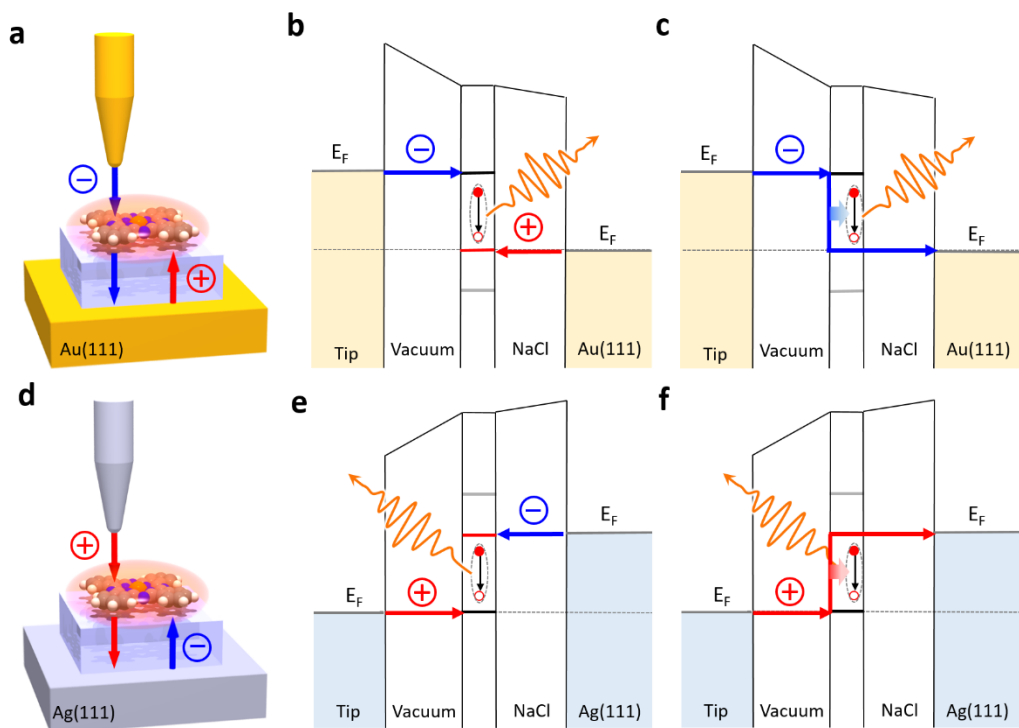 a
−
+
Au(111)
b
E_F
−
+
E_F
Tip
Vacuum
NaCl
Au(111)
c
E_F
−
E_F
Tip
Vacuum
NaCl
Au(111)
d
+
−
Ag(111)
e
−
E_F
E_F
+
Tip
Vacuum
NaCl
Ag(111)
f
E_F
E_F
+
Tip
Vacuum
NaCl
Ag(111)